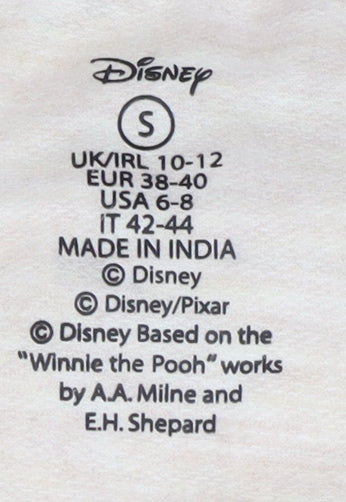 Disney
S
UK/IRL 10-12
EUR 38-40
USA 6-8
IT 42-44
MADE IN INDIA
© Disney
© Disney/Pixar
© Disney Based on the
"Winnie the Pooh" works
by A.A. Milne and
E.H. Shepard